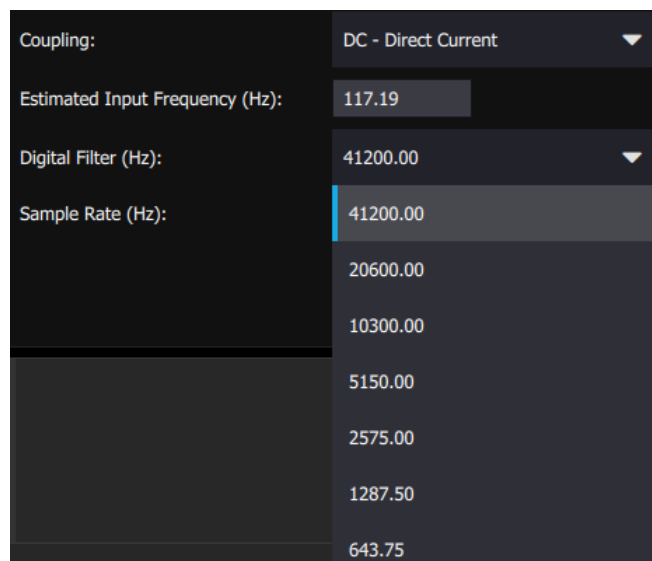 Coupling: DC - Direct Current
Estimated Input Frequency (Hz): 117.19
Digital Filter (Hz): 41200.00
Sample Rate (Hz): 41200.00
20600.00
10300.00
5150.00
2575.00
1287.50
643.75